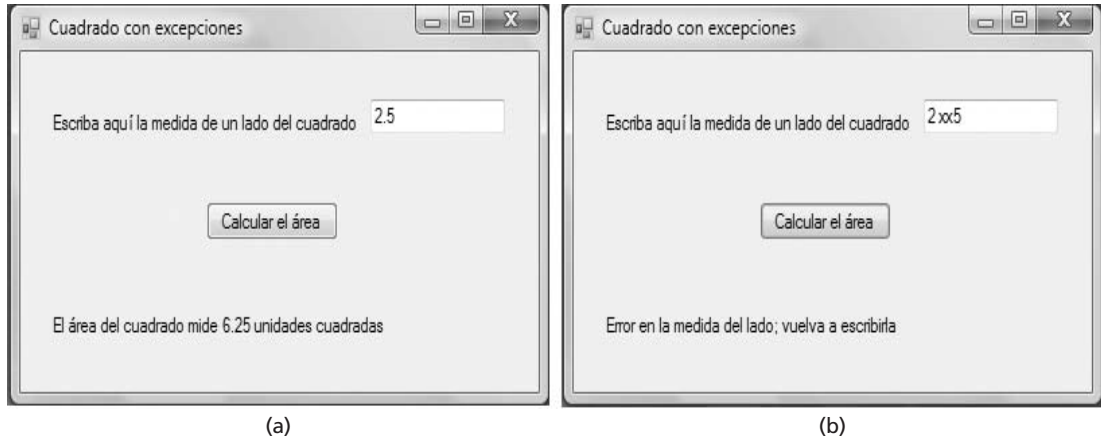 Cuadrado con excepciones
Escriba aquí la medida de un lado del cuadrado 2.5
Calcular el área
El área del cuadrado mide 6.25 unidades cuadradas
(a)
Cuadrado con excepciones
Escriba aquí la medida de un lado del cuadrado 2xx5
Calcular el área
Error en la medida del lado; vuelva a escribirla
(b)